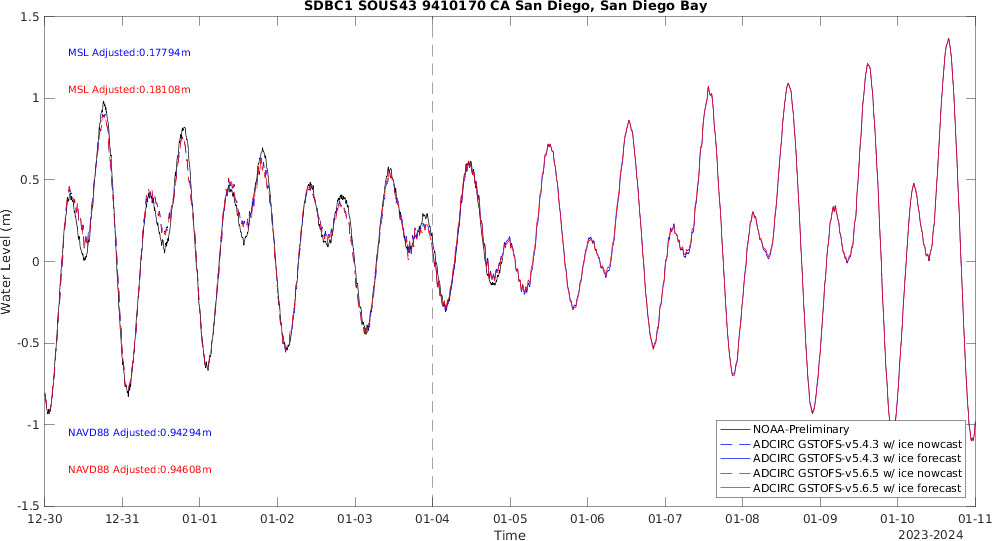 SDBC1 SOUS43 9410170 CA San Diego, San Diego Bay
1.5
1
0.5
0
-0.5
-1
-1.5
Water Level (m)
MSL Adjusted:0.17794m
MSL Adjusted:0.18108m
NAVD88 Adjusted:0.94294m
NAVD88 Adjusted:0.94608m
NOAA-Preliminary
ADCIRC GSTOFS-v5.4.3 w/ ice nowcast
ADCIRC GSTOFS-v5.4.3 w/ ice forecast
ADCIRC GSTOFS-v5.6.5 w/ ice nowcast
ADCIRC GSTOFS-v5.6.5 w/ ice forecast
12-30 12-31 01-01 01-02 01-03 01-04 01-05 01-06 01-07 01-08 01-09 01-10 01-11
Time
2023-2024